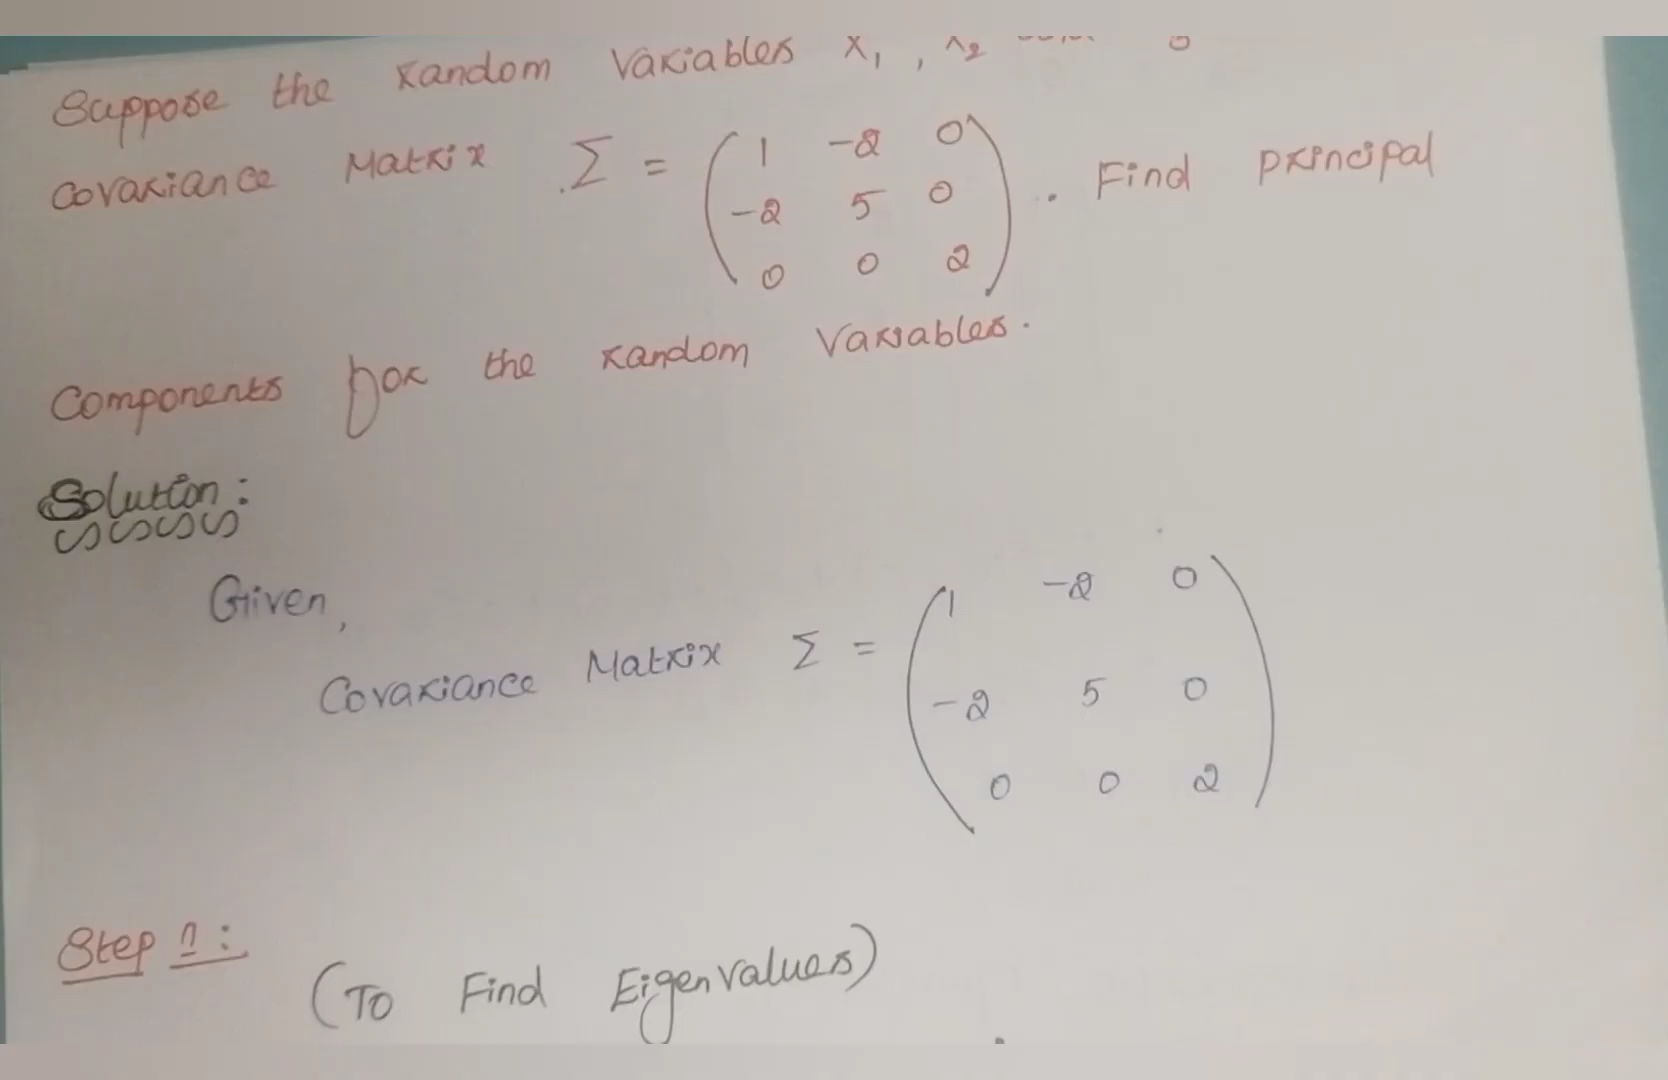 Suppose the random variables X₁, X₂
Covariance Matrix Σ = ( 1 -2 0
-2 5 0
0 0 2 ). Find principal
Components for the random variables.
Solution:
Given,
Covariance Matrix Σ = ( 1 -2 0
-2 5 0
0 0 2 )
Step 1:
(To Find Eigenvalues)